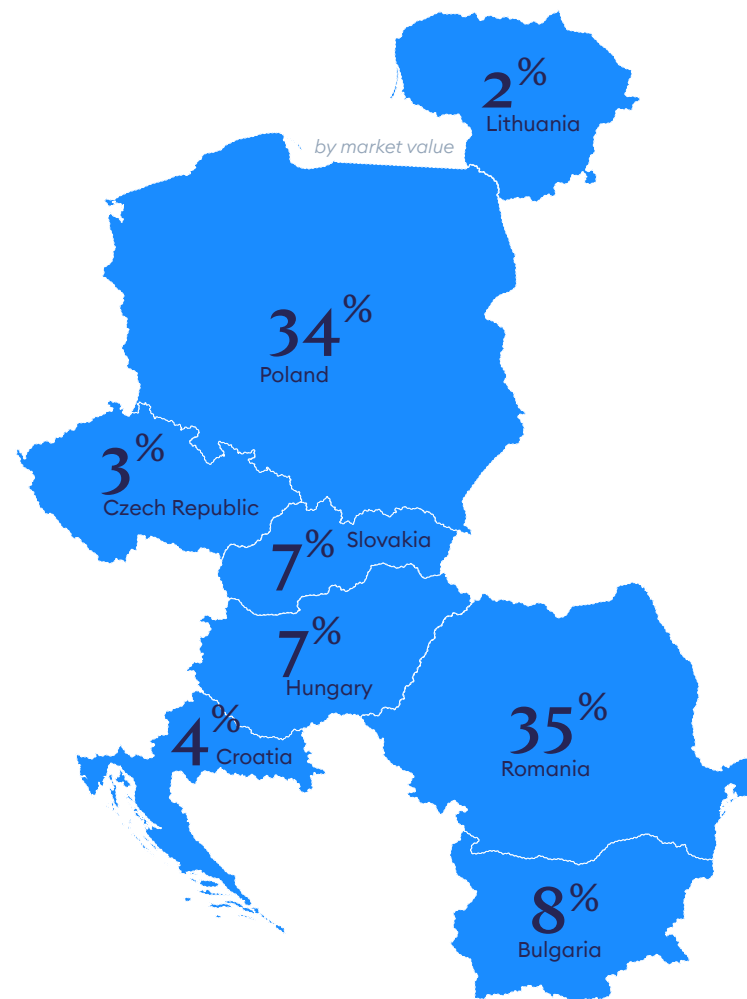 2%
Lithuania
by market value
34%
Poland
3%
Czech Republic
7% Slovakia
7%
Hungary
4% Croatia
35%
Romania
8%
Bulgaria